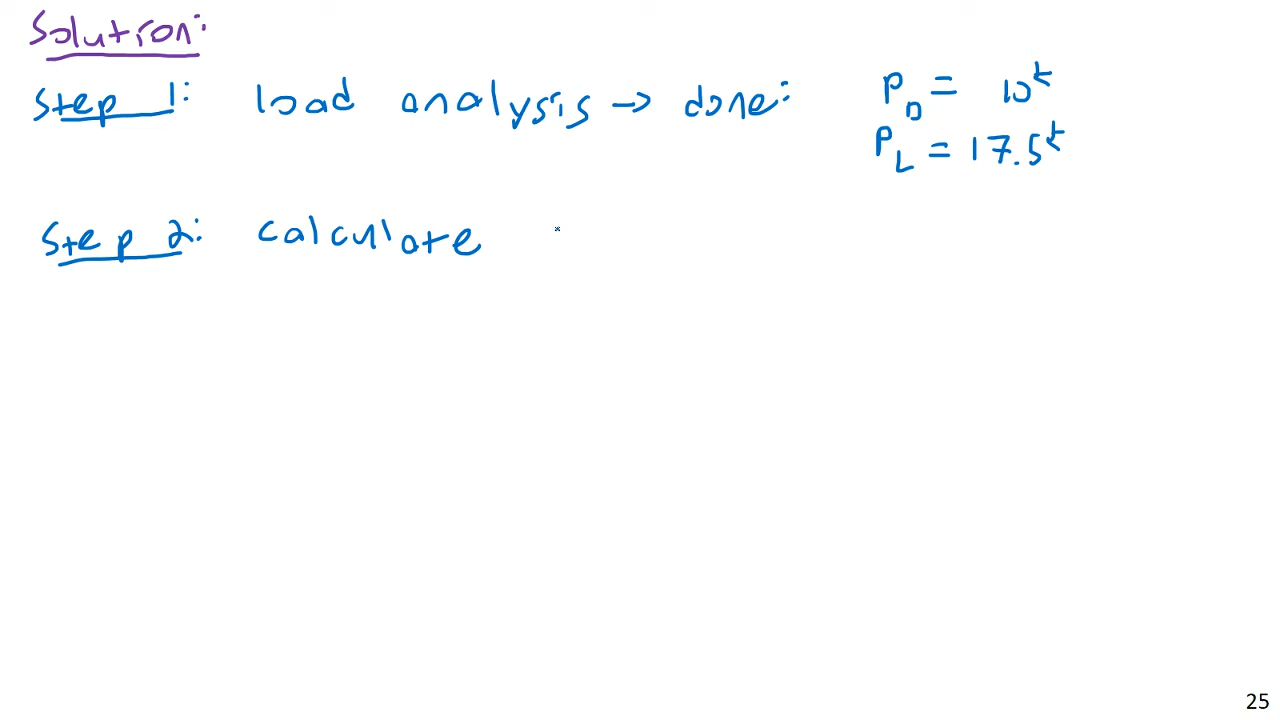 Solution:
Step 1: load analysis → done: P_D = 10^k
P_L = 17.5^k
Step 2: calculate
25